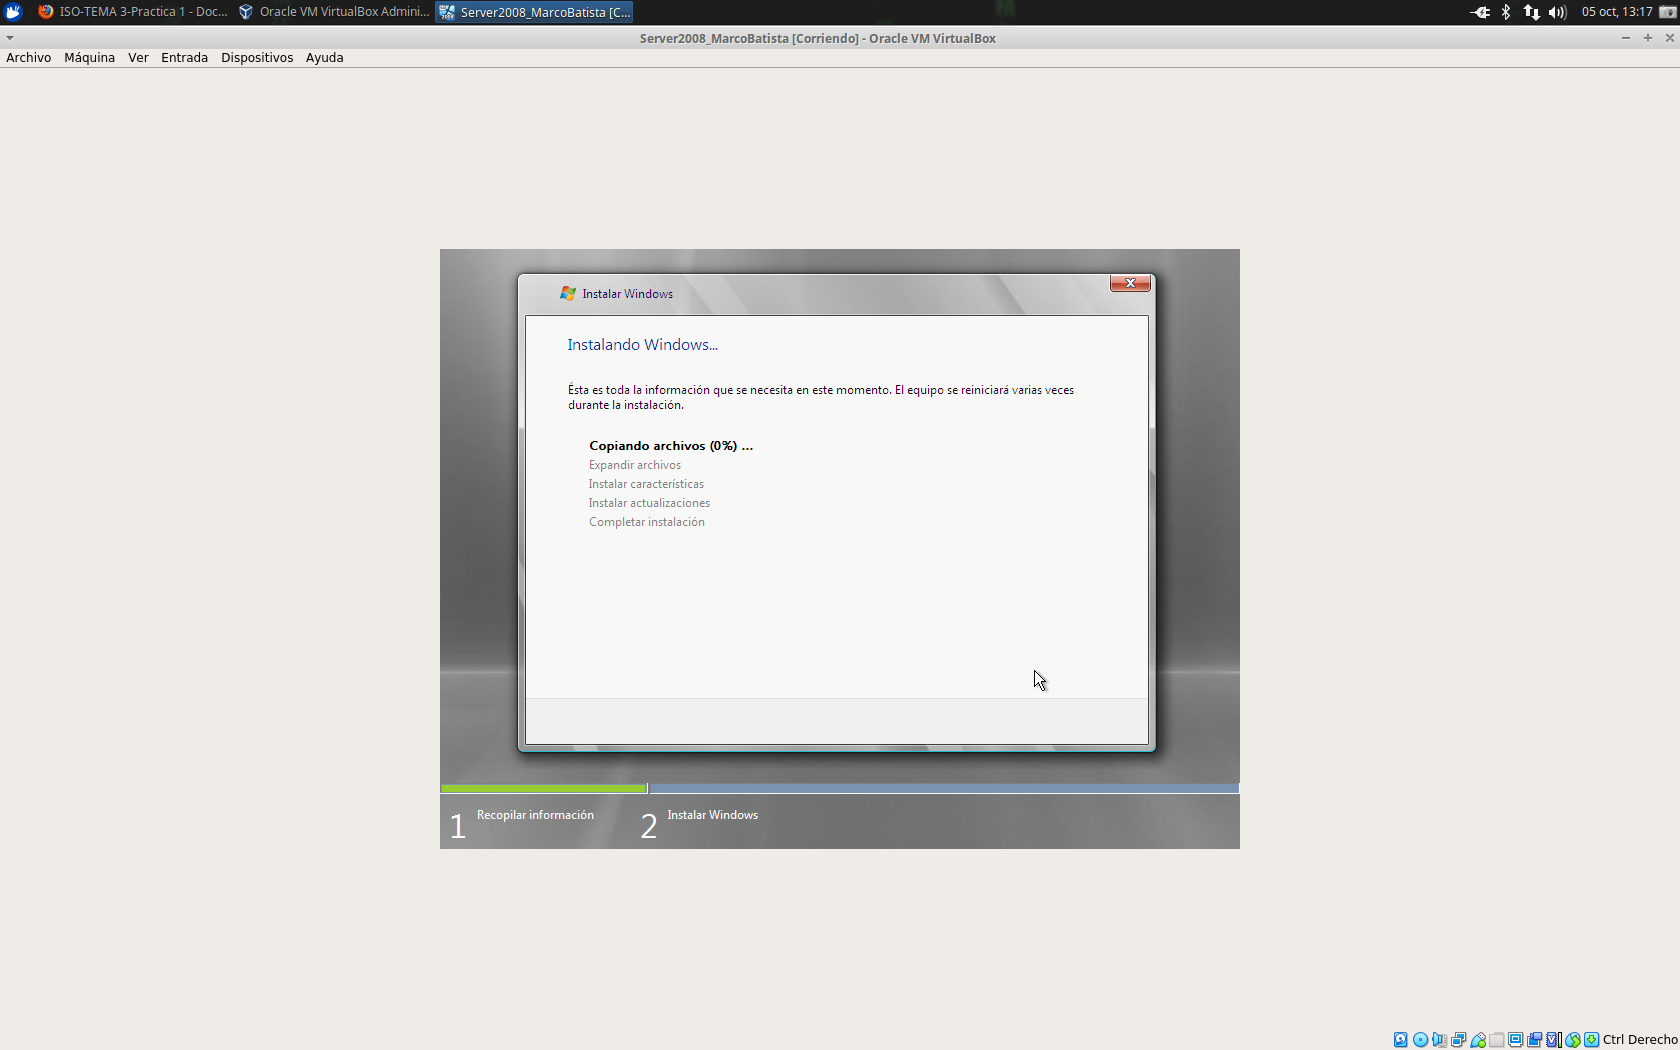 ISO-TEMA 3-Practica 1 - Doc... Oracle VM VirtualBox Admini... Server2008_MarcoBatista [C... 05 oct, 13:17
Server2008_MarcoBatista [Corriendo] - Oracle VM VirtualBox
Archivo Máquina Ver Entrada Dispositivos Ayuda
Instalar Windows
Instalando Windows...
Ésta es toda la información que se necesita en este momento. El equipo se reiniciará varias veces
durante la instalación.
Copiando archivos (0%) ...
Expandir archivos
Instalar características
Instalar actualizaciones
Completar instalación
1 Recopilar información 2 Instalar Windows
Ctrl Derecho